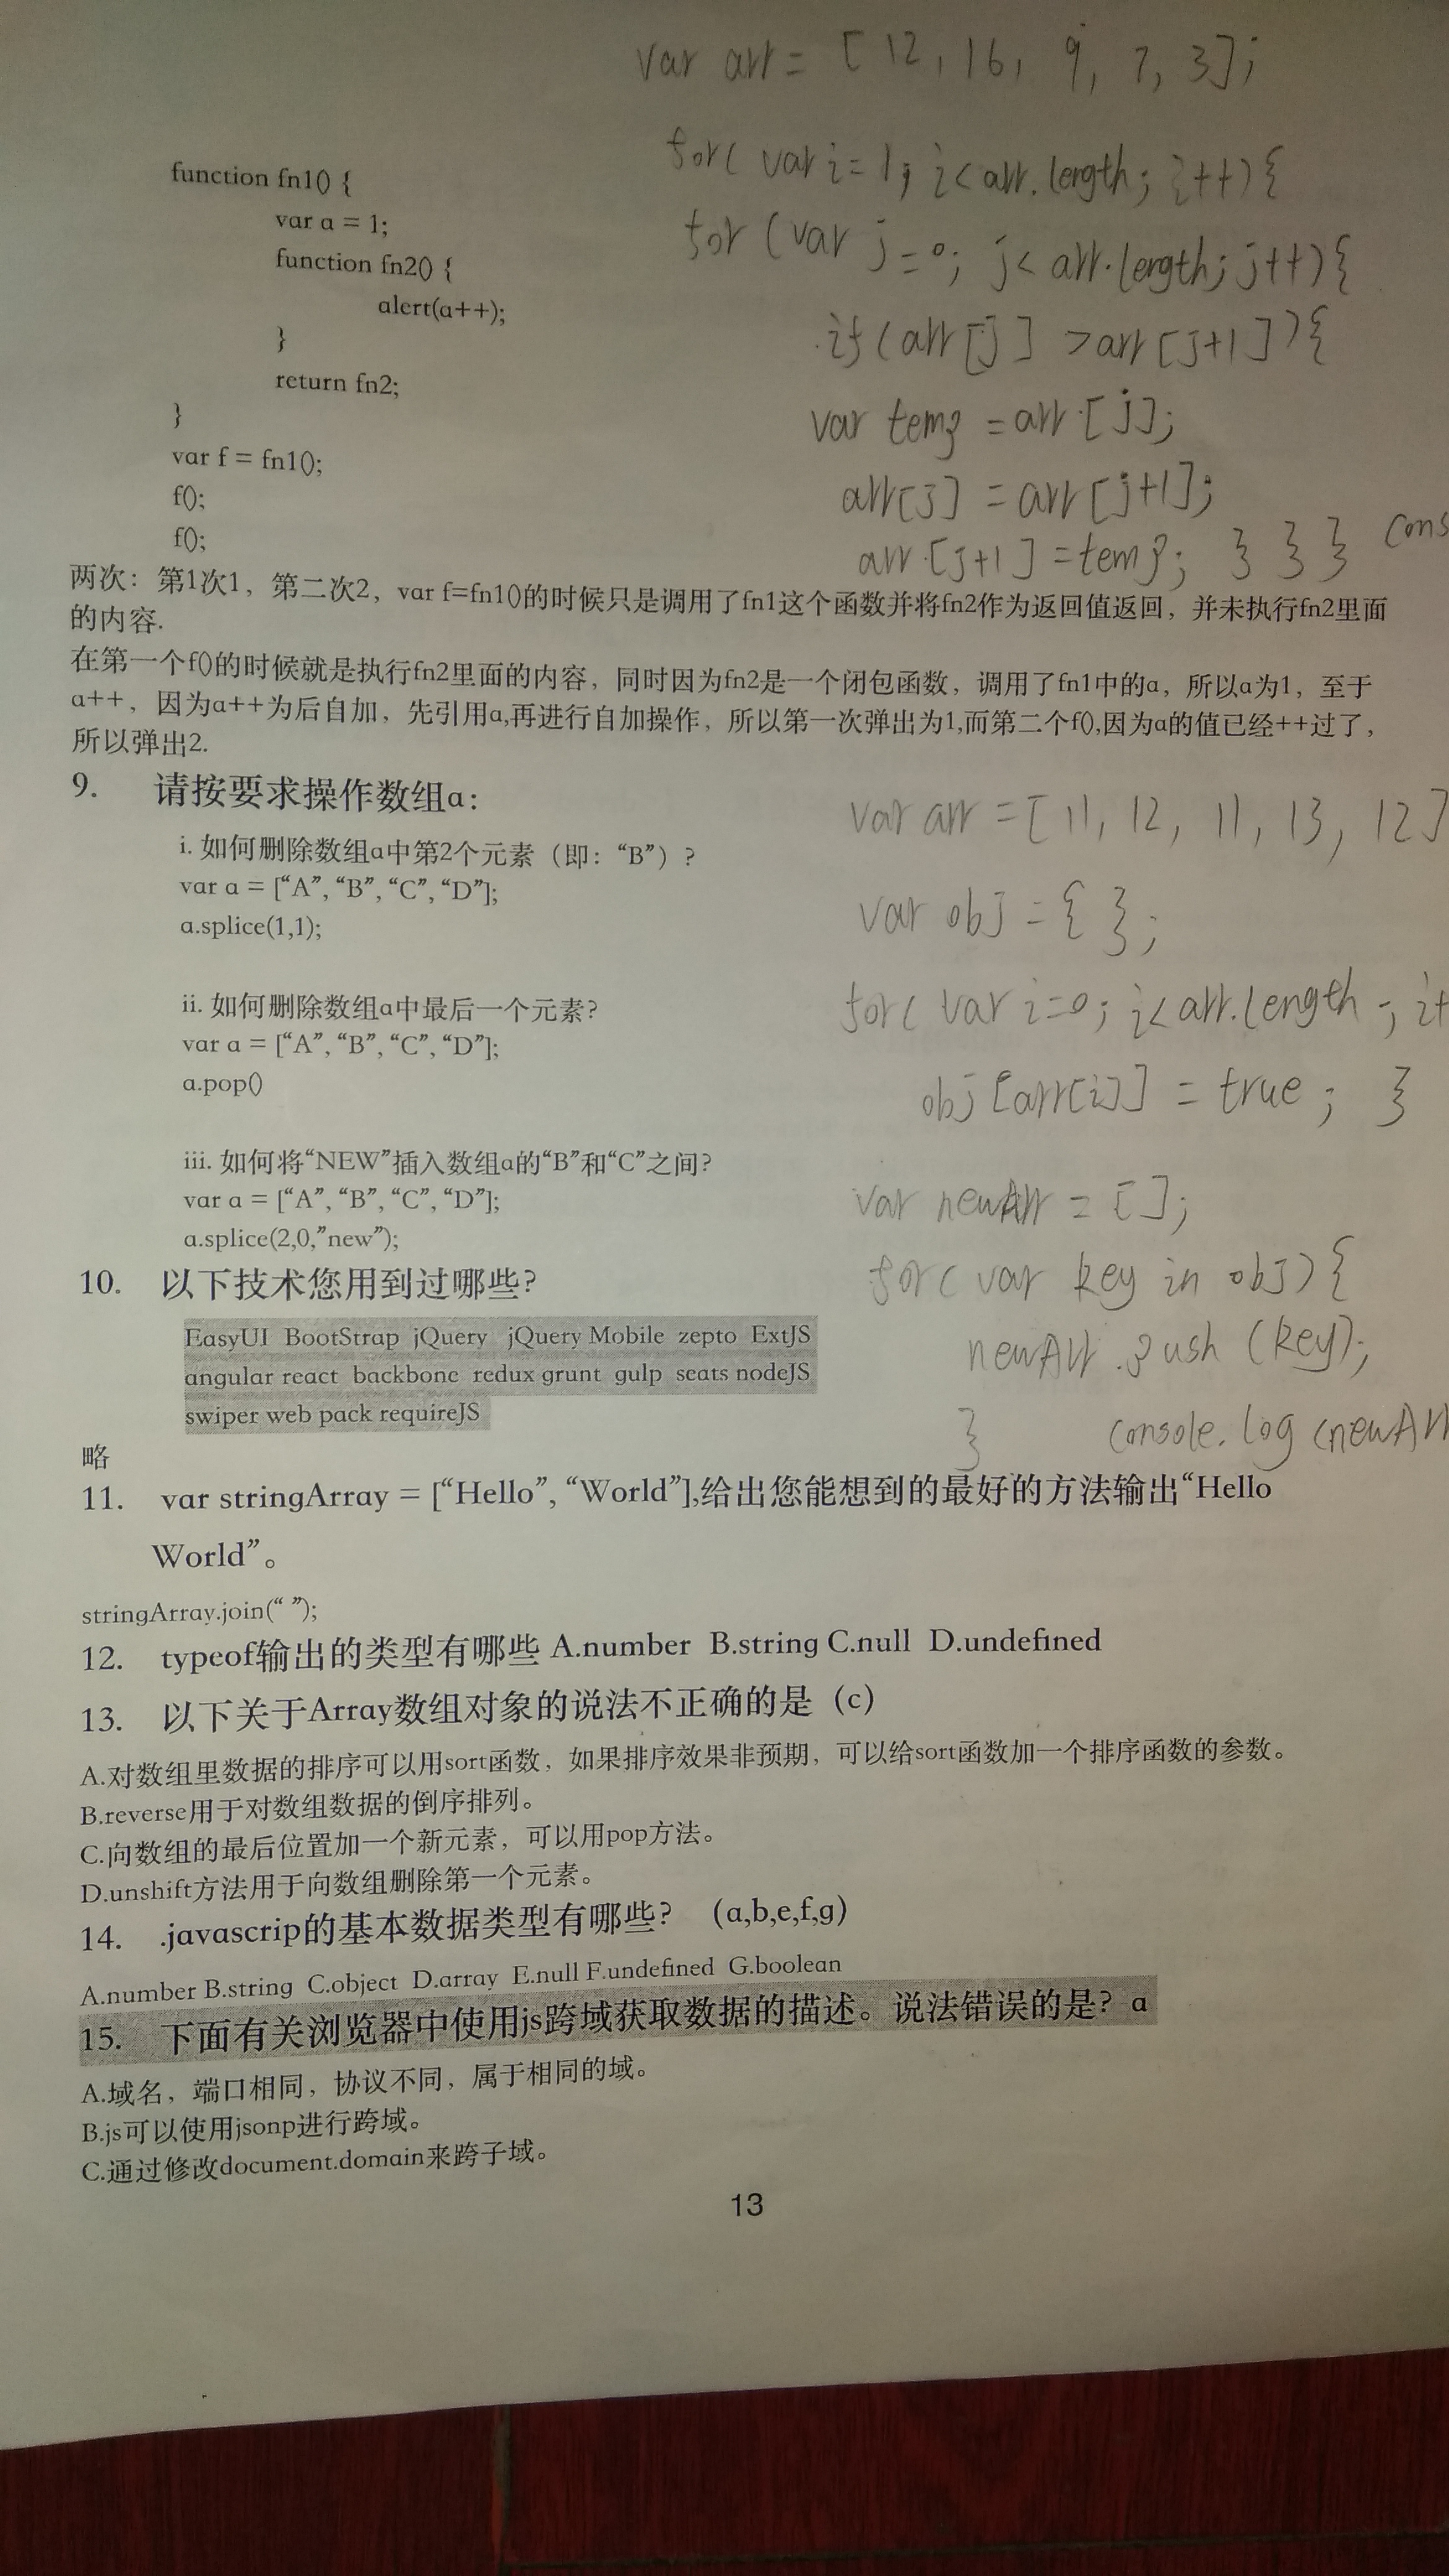 var arr = [ 12, 16, 9, 7, 3];
for( var i=1; i<arr.length; i++){
for (var j=0; j< arr.length; j++){
if(arr[j] >arr[j+1]){
var temp =arr[j];
arr[j] =arr[j+1];
arr[j+1]=temp; } } } cons
function fn1() {
var a = 1;
function fn2() {
alert(a++);
}
return fn2;
}
var f = fn1();
f();
f();
两次：第1次1，第二次2，var f=fn1()的时候只是调用了fn1这个函数并将fn2作为返回值返回，并未执行fn2里面
的内容.
在第一个f()的时候就是执行fn2里面的内容，同时因为fn2是一个闭包函数，调用了fn1中的a，所以a为1，至于
a++，因为a++为后自加，先引用a,再进行自加操作，所以第一次弹出为1,而第二个f(),因为a的值已经++过了，
所以弹出2.
9. 请按要求操作数组a：
i. 如何删除数组a中第2个元素（即：“B”）?
var a = [“A”, “B”, “C”, “D”];
a.splice(1,1);
ii. 如何删除数组a中最后一个元素?
var a = [“A”, “B”, “C”, “D”];
a.pop()
iii. 如何将“NEW”插入数组a的“B”和“C”之间?
var a = [“A”, “B”, “C”, “D”];
a.splice(2,0,”new”);
var arr =[11, 12, 11, 13, 12]
var obj ={ };
for( var i=0; i<arr.length ; i+
obj [arr[i]] = true ; }
var newArr = [];
for( var key in obj){
newArr .push (key);
} console.log (newArr
10. 以下技术您用到过哪些?
EasyUI BootStrap jQuery jQuery Mobile zepto ExtJS
angular react backbone redux grunt gulp seats nodeJS
swiper web pack requireJS
略
11. var stringArray = [“Hello”, “World”],给出您能想到的最好的方法输出“Hello
World”。
stringArray.join(“ ”);
12. typeof输出的类型有哪些 A.number B.string C.null D.undefined
13. 以下关于Array数组对象的说法不正确的是（c）
A.对数组里数据的排序可以用sort函数，如果排序效果非预期，可以给sort函数加一个排序函数的参数。
B.reverse用于对数组数据的倒序排列。
C.向数组的最后位置加一个新元素，可以用pop方法。
D.unshift方法用于向数组删除第一个元素。
14. .javascrip的基本数据类型有哪些? （a,b,e,f,g）
A.number B.string C.object D.array E.null F.undefined G.boolean
15. 下面有关浏览器中使用js跨域获取数据的描述。说法错误的是? a
A.域名，端口相同，协议不同，属于相同的域。
B.js可以使用jsonp进行跨域。
C.通过修改document.domain来跨子域。
13